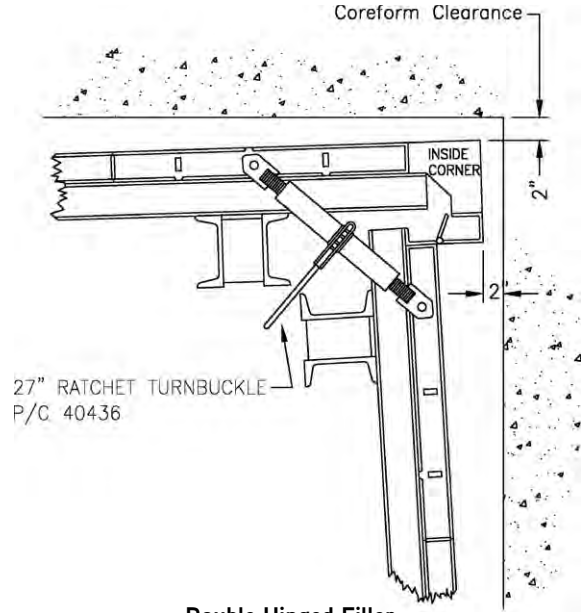 Coreform Clearance
INSIDE
CORNER
2"
2"
27" RATCHET TURNBUCKLE
P/C 40436
Double Hinged Filler